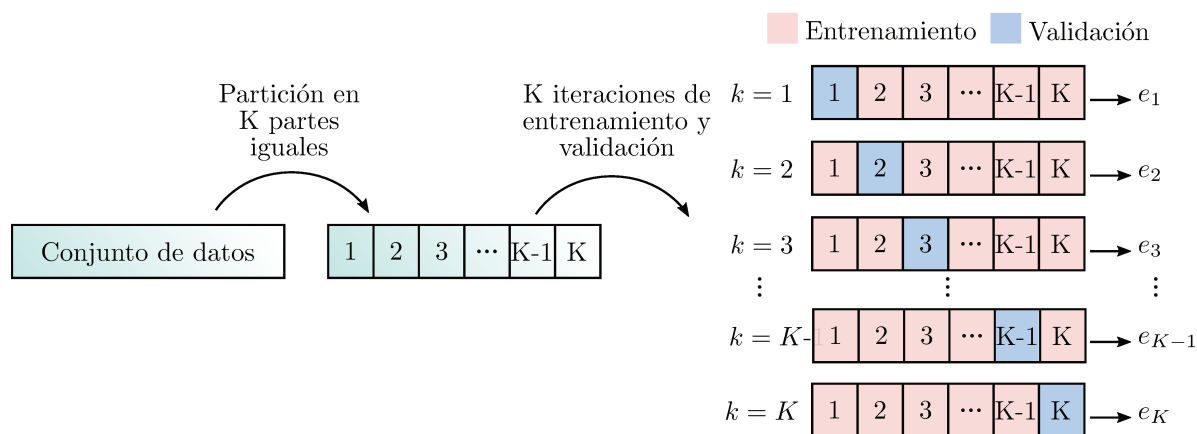 Entrenamiento Validación
Partición en
K partes
iguales
K iteraciones de
entrenamiento y
validación
Conjunto de datos
1 2 3 ··· K-1 K
k = 1 1 2 3 ··· K-1 K e₁
k = 2 1 2 3 ··· K-1 K e₂
k = 3 1 2 3 ··· K-1 K e₃
⋮ ⋮ ⋮
k = K-1 1 2 3 ··· K-1 K e_{K−1}
k = K 1 2 3 ··· K-1 K e_K